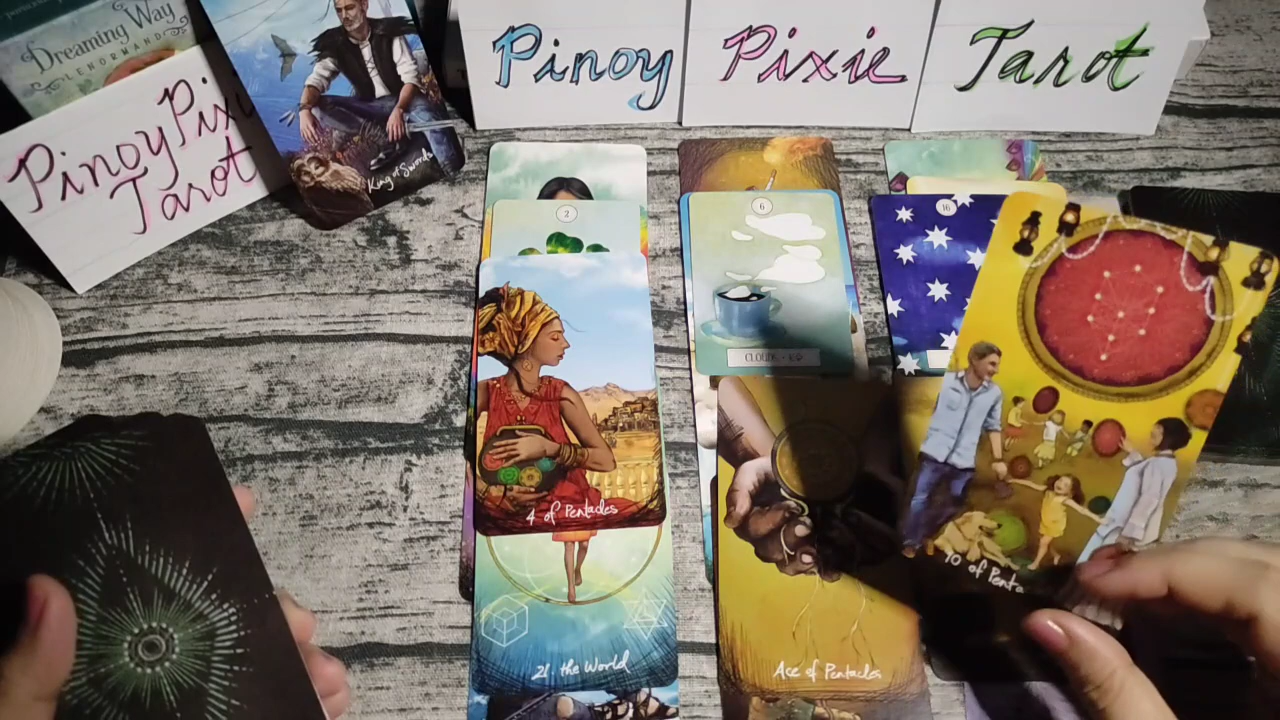 Dreaming Way
LENORMAND
Pinoy Pixi
Tarot
King of Swords
Pinoy
Pixie
Tarot
2
6
16
CLOUDS
4 of Pentacles
10 of Penta
21. the World
Ace of Pentacles